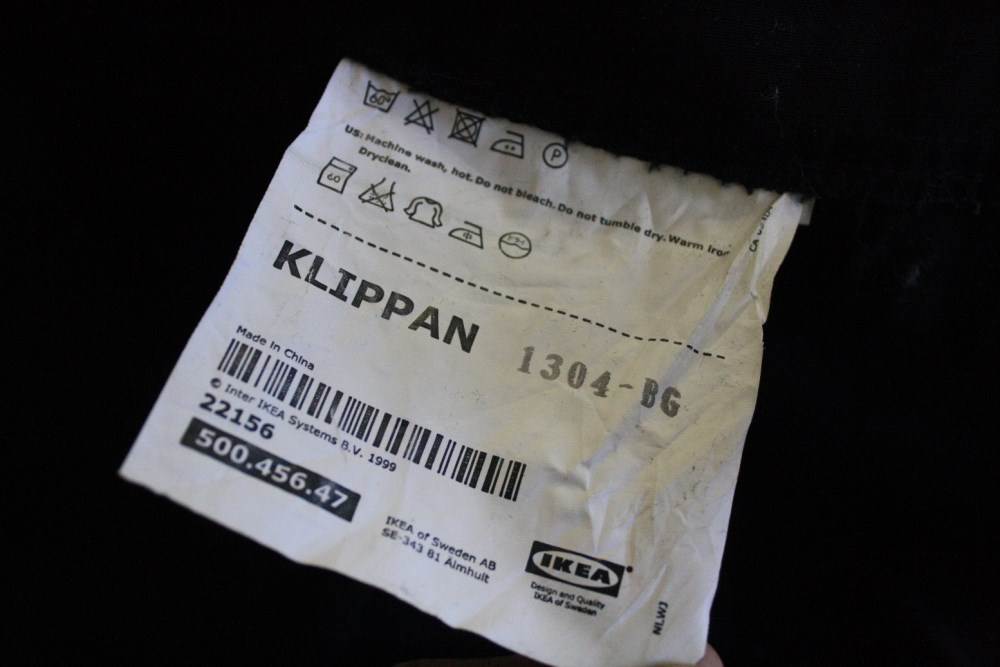 60°
P
US: Machine wash, hot. Do not bleach. Do not tumble dry. Warm iron
Dryclean.
60
KLIPPAN
1304-BG
Made in China
© Inter IKEA Systems B.V. 1999
22156
500.456.47
IKEA of Sweden AB
SE-343 81 Älmhult
IKEA
Design and Quality
IKEA of Sweden
NLWJ